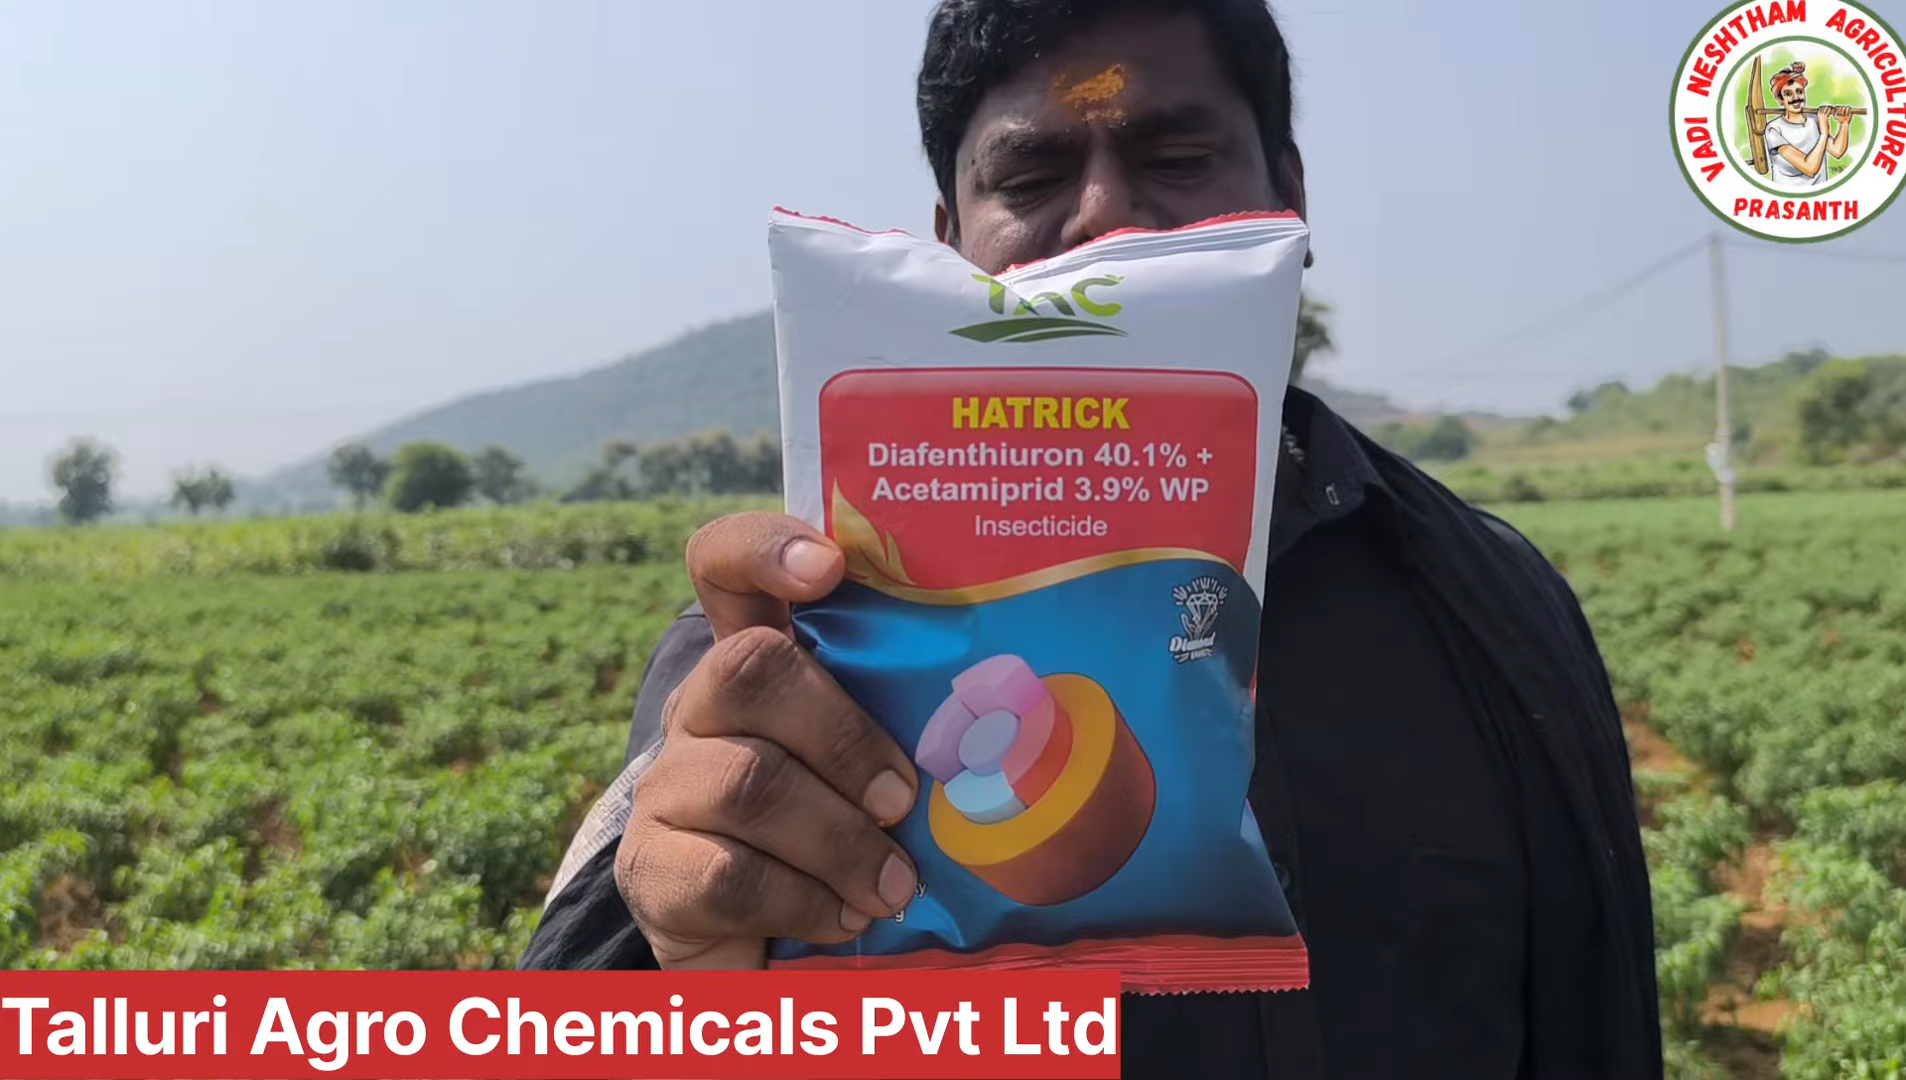 VADI NESHTHAM AGRICULTURE
PRASANTH
TAC
HATRICK
Diafenthiuron 40.1% +
Acetamiprid 3.9% WP
Insecticide
Diamond
Talluri Agro Chemicals Pvt Ltd